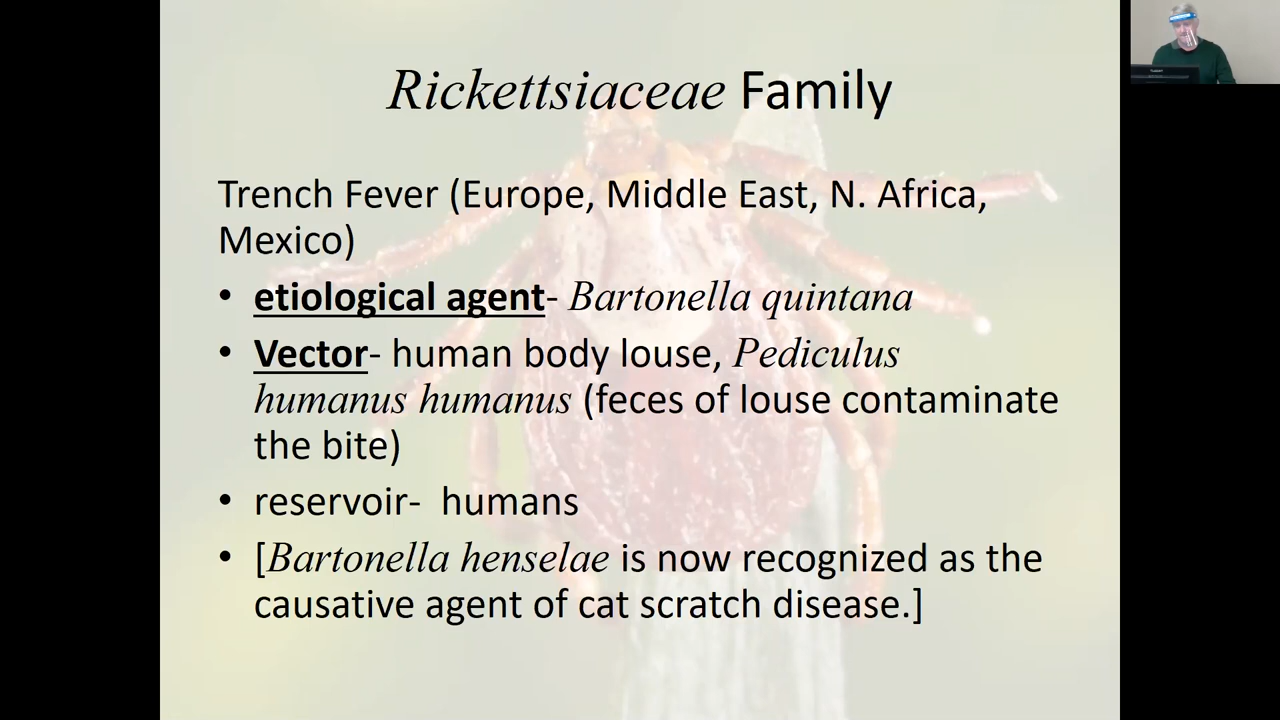 Rickettsiaceae Family
Trench Fever (Europe, Middle East, N. Africa,
Mexico)
• etiological agent- Bartonella quintana
• Vector- human body louse, Pediculus
humanus humanus (feces of louse contaminate
the bite)
• reservoir-  humans
• [Bartonella henselae is now recognized as the
causative agent of cat scratch disease.]